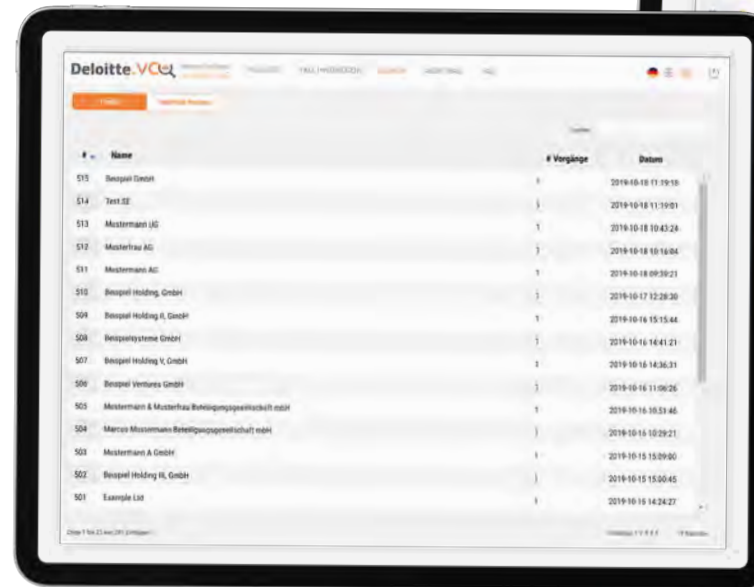 Deloitte.VC
# Name # Vorgänge Datum
515 Beispiel GmbH 1 2019-10-18 11:19:18
514 Test SE 1 2019-10-18 11:19:01
513 Mustermann UG 1 2019-10-18 10:43:24
512 Musterfrau AG 1 2019-10-18 10:16:04
511 Mustermann AG 1 2019-10-18 09:39:21
510 Beispiel Holding, GmbH 1 2019-10-17 12:28:30
509 Beispiel Holding II, GmbH 1 2019-10-16 15:15:44
508 Beispielsysteme GmbH 1 2019-10-16 14:41:21
507 Beispiel Holding V, GmbH 1 2019-10-16 14:36:31
506 Beispiel Ventures GmbH 1 2019-10-16 11:06:26
505 Mustermann & Musterfrau Beteiligungsgesellschaft mbH 1 2019-10-16 10:51:46
504 Marcus Mustermann Beteiligungsgesellschaft mbH 1 2019-10-16 10:29:21
503 Mustermann A GmbH 1 2019-10-15 15:09:00
502 Beispiel Holding III, GmbH 1 2019-10-15 15:00:45
501 Example Ltd 1 2019-10-15 14:24:27